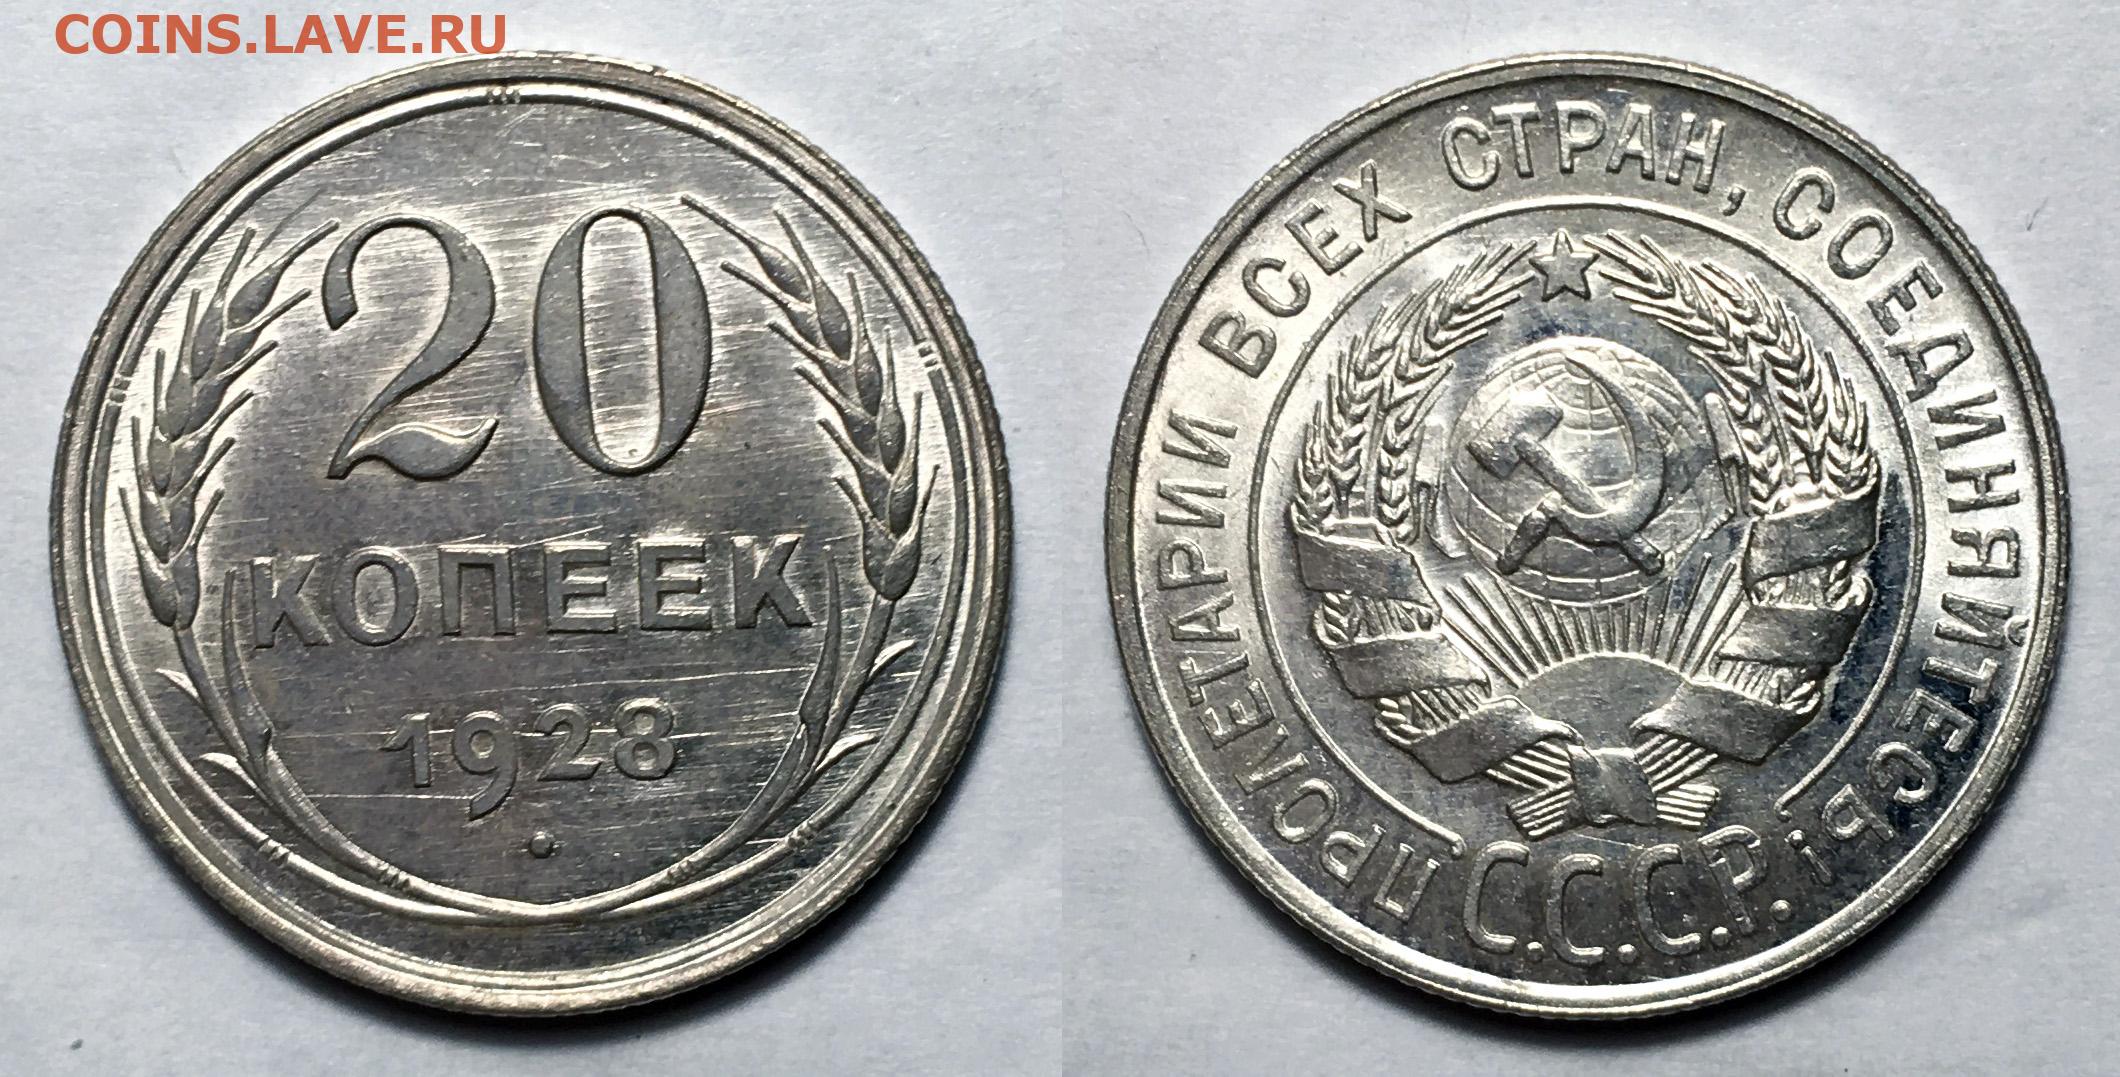 COINS.LAVE.RU
20
КОПЕЕК
1928
ПРОЛЕТАРИИ ВСЕХ СТРАН, СОЕДИНЯЙТЕСЬ!
С.С.С.Р.